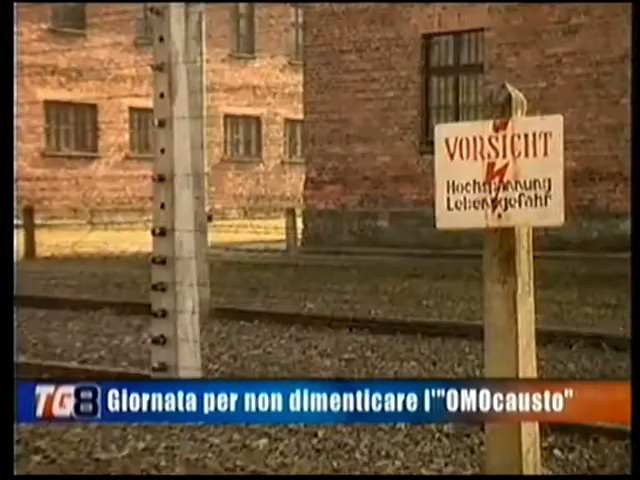 VORSICHT
Hochspannung
Lebensgefahr
TG8 Giornata per non dimenticare l'"OMOcausto"